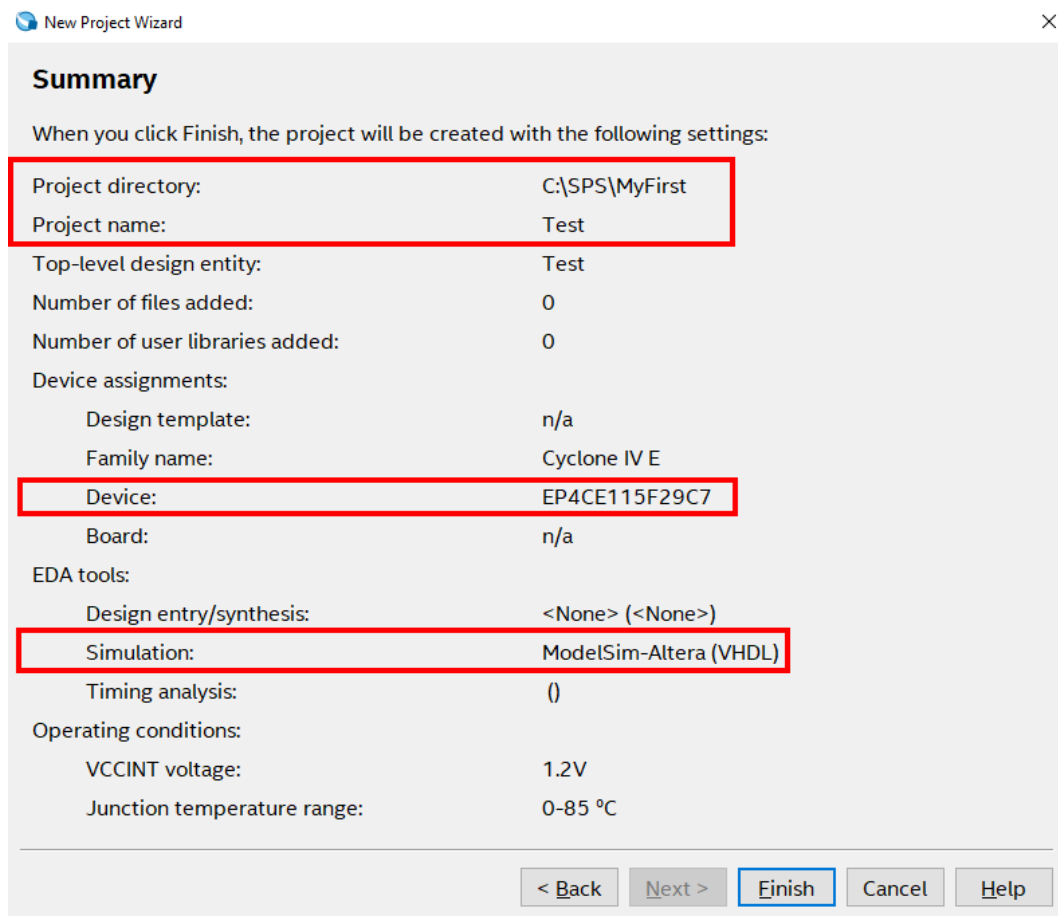 New Project Wizard
Summary
When you click Finish, the project will be created with the following settings:
Project directory: C:\SPS\MyFirst
Project name: Test
Top-level design entity: Test
Number of files added: 0
Number of user libraries added: 0
Device assignments:
Design template: n/a
Family name: Cyclone IV E
Device: EP4CE115F29C7
Board: n/a
EDA tools:
Design entry/synthesis: <None> (<None>)
Simulation: ModelSim-Altera (VHDL)
Timing analysis: ()
Operating conditions:
VCCINT voltage: 1.2V
Junction temperature range: 0-85 ºC
< Back Next > Finish Cancel Help